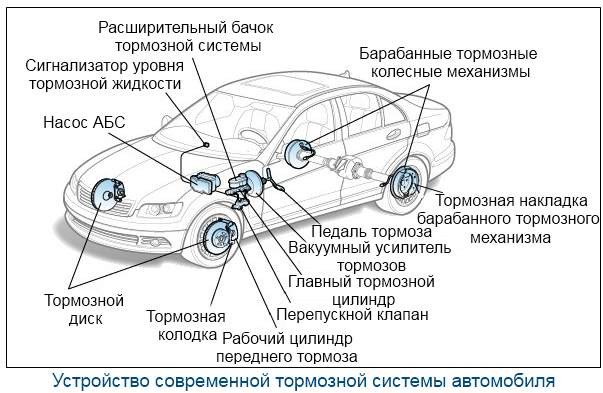 Расширительный бачок
тормозной системы
Сигнализатор уровня
тормозной жидкости
Насос АБС
Барабанные тормозные
колесные механизмы
Тормозная накладка
барабанного тормозного
механизма
Педаль тормоза
Вакуумный усилитель
тормозов
Главный тормозной
цилиндр
Перепускной клапан
Тормозной
диск
Тормозная
колодка
Рабочий цилиндр
переднего тормоза
Устройство современной тормозной системы автомобиля